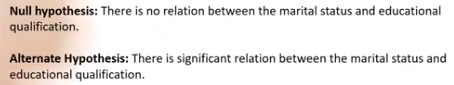 Null hypothesis: There is no relation between the marital status and educational
qualification.
Alternate Hypothesis: There is significant relation between the marital status and
educational qualification.